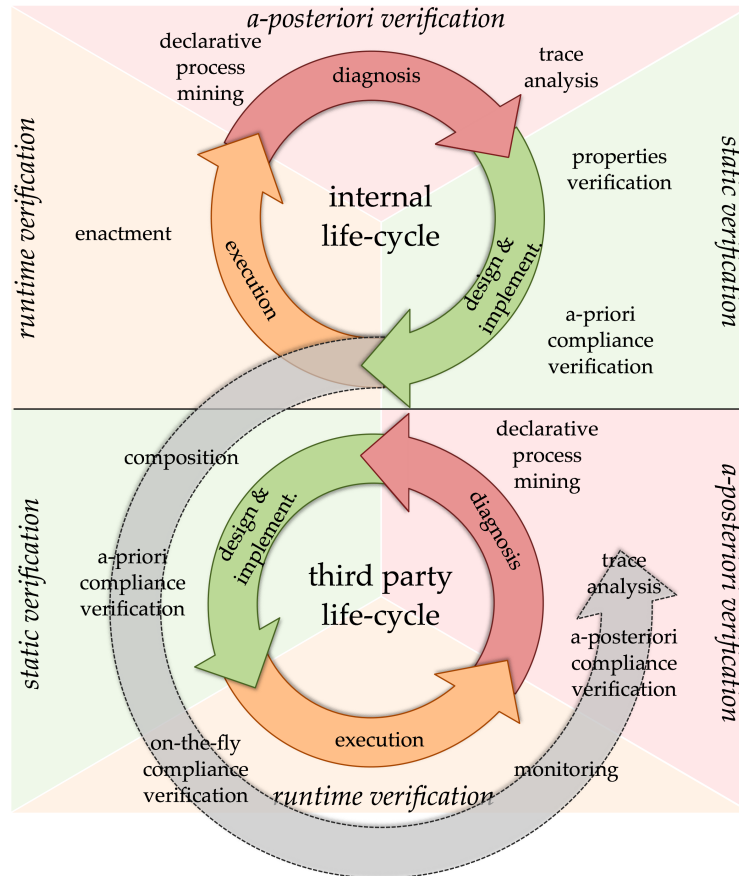 a-posteriori verification
declarative
process
mining
diagnosis
trace
analysis
runtime verification
static verification
properties
verification
internal
life-cycle
enactment
execution
design &
implement.
a-priori
compliance
verification
composition
declarative
process
mining
static verification
a-posteriori verification
design &
implement.
diagnosis
a-priori
compliance
verification
third party
life-cycle
trace
analysis
a-posteriori
compliance
verification
execution
on-the-fly
compliance
verification
monitoring
runtime verification